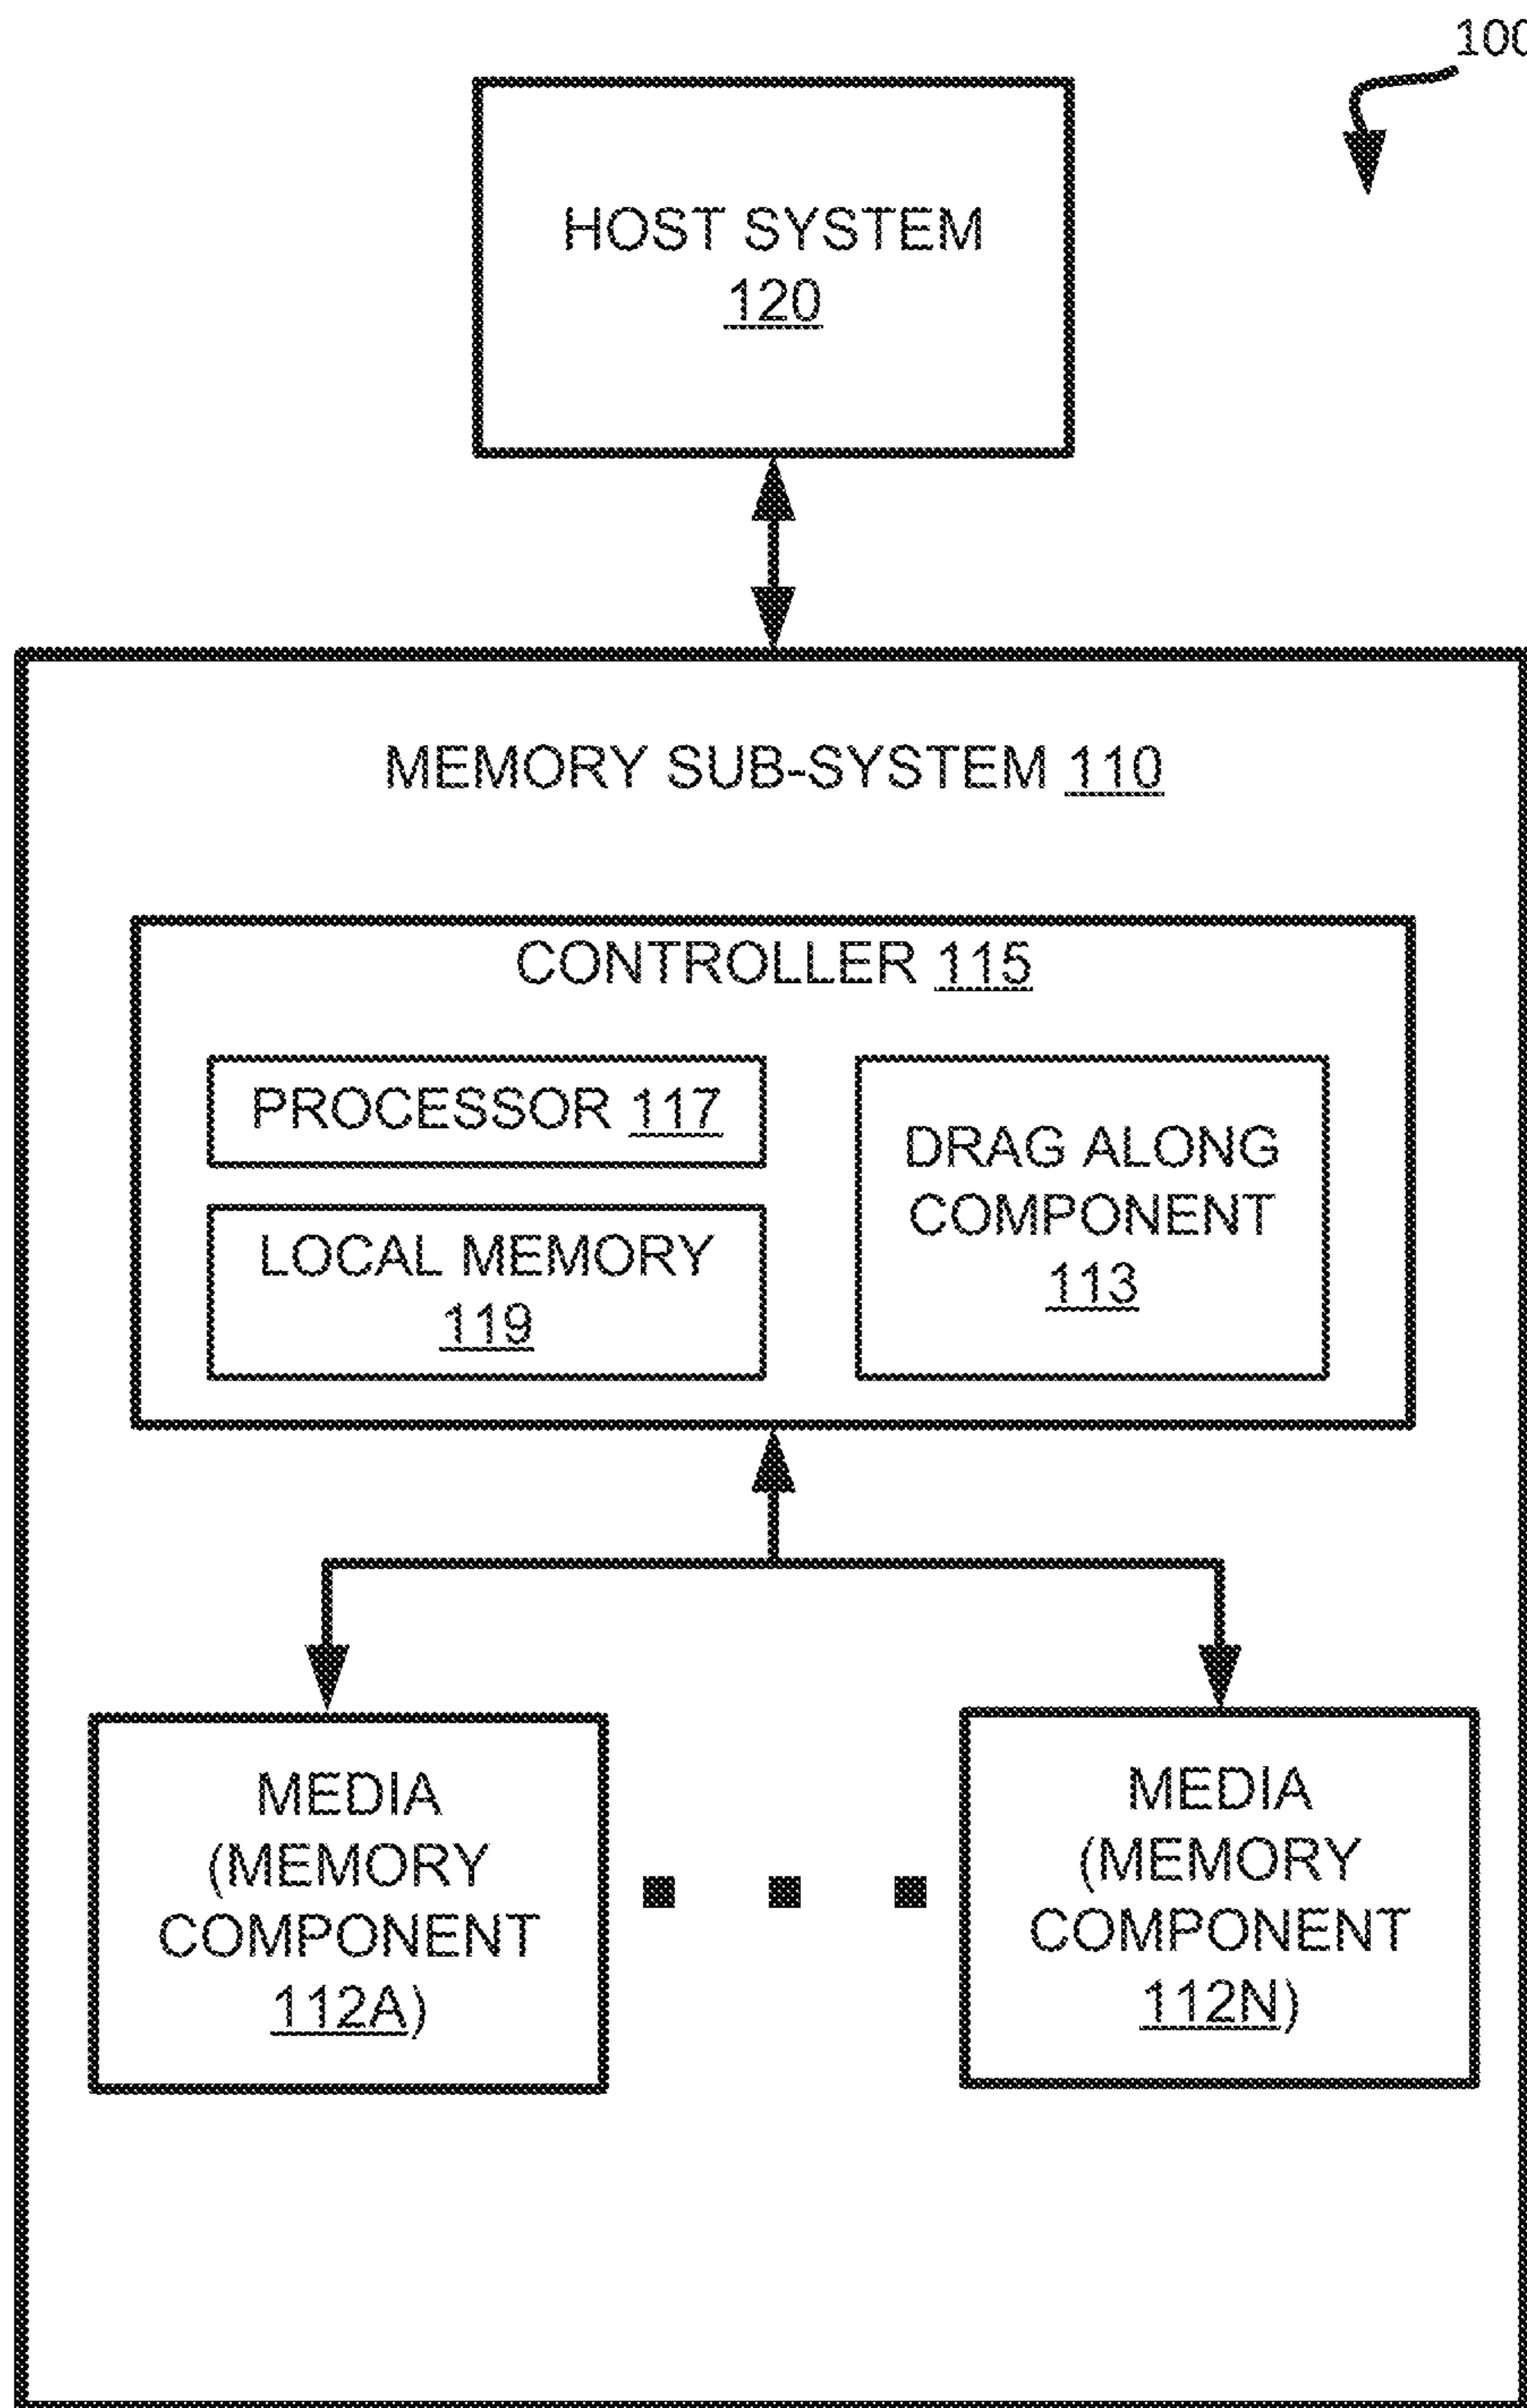 100
HOST SYSTEM
120
MEMORY SUB-SYSTEM 110
CONTROLLER 115
PROCESSOR 117
LOCAL MEMORY
119
DRAG ALONG
COMPONENT
113
MEDIA
(MEMORY
COMPONENT
112A)
MEDIA
(MEMORY
COMPONENT
112N)